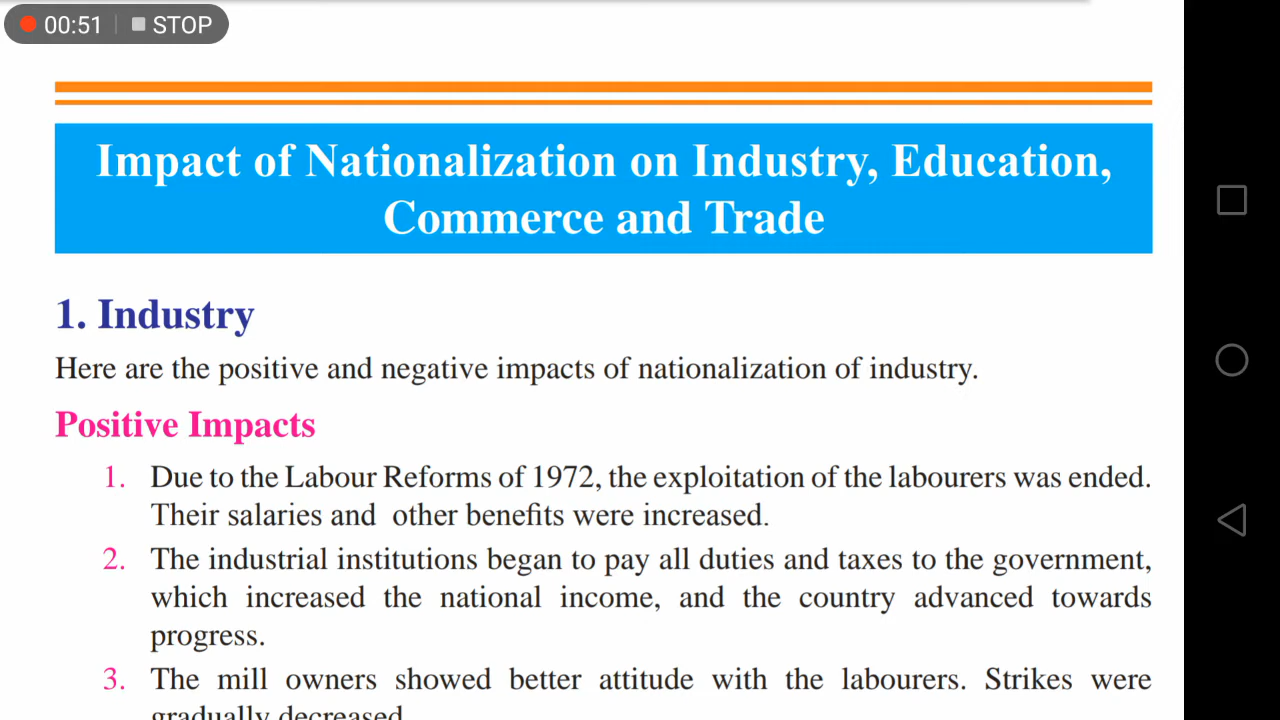 00:51 STOP
Impact of Nationalization on Industry, Education,
Commerce and Trade
1. Industry
Here are the positive and negative impacts of nationalization of industry.
Positive Impacts
1. Due to the Labour Reforms of 1972, the exploitation of the labourers was ended.
Their salaries and other benefits were increased.
2. The industrial institutions began to pay all duties and taxes to the government,
which increased the national income, and the country advanced towards
progress.
3. The mill owners showed better attitude with the labourers. Strikes were
gradually decreased.